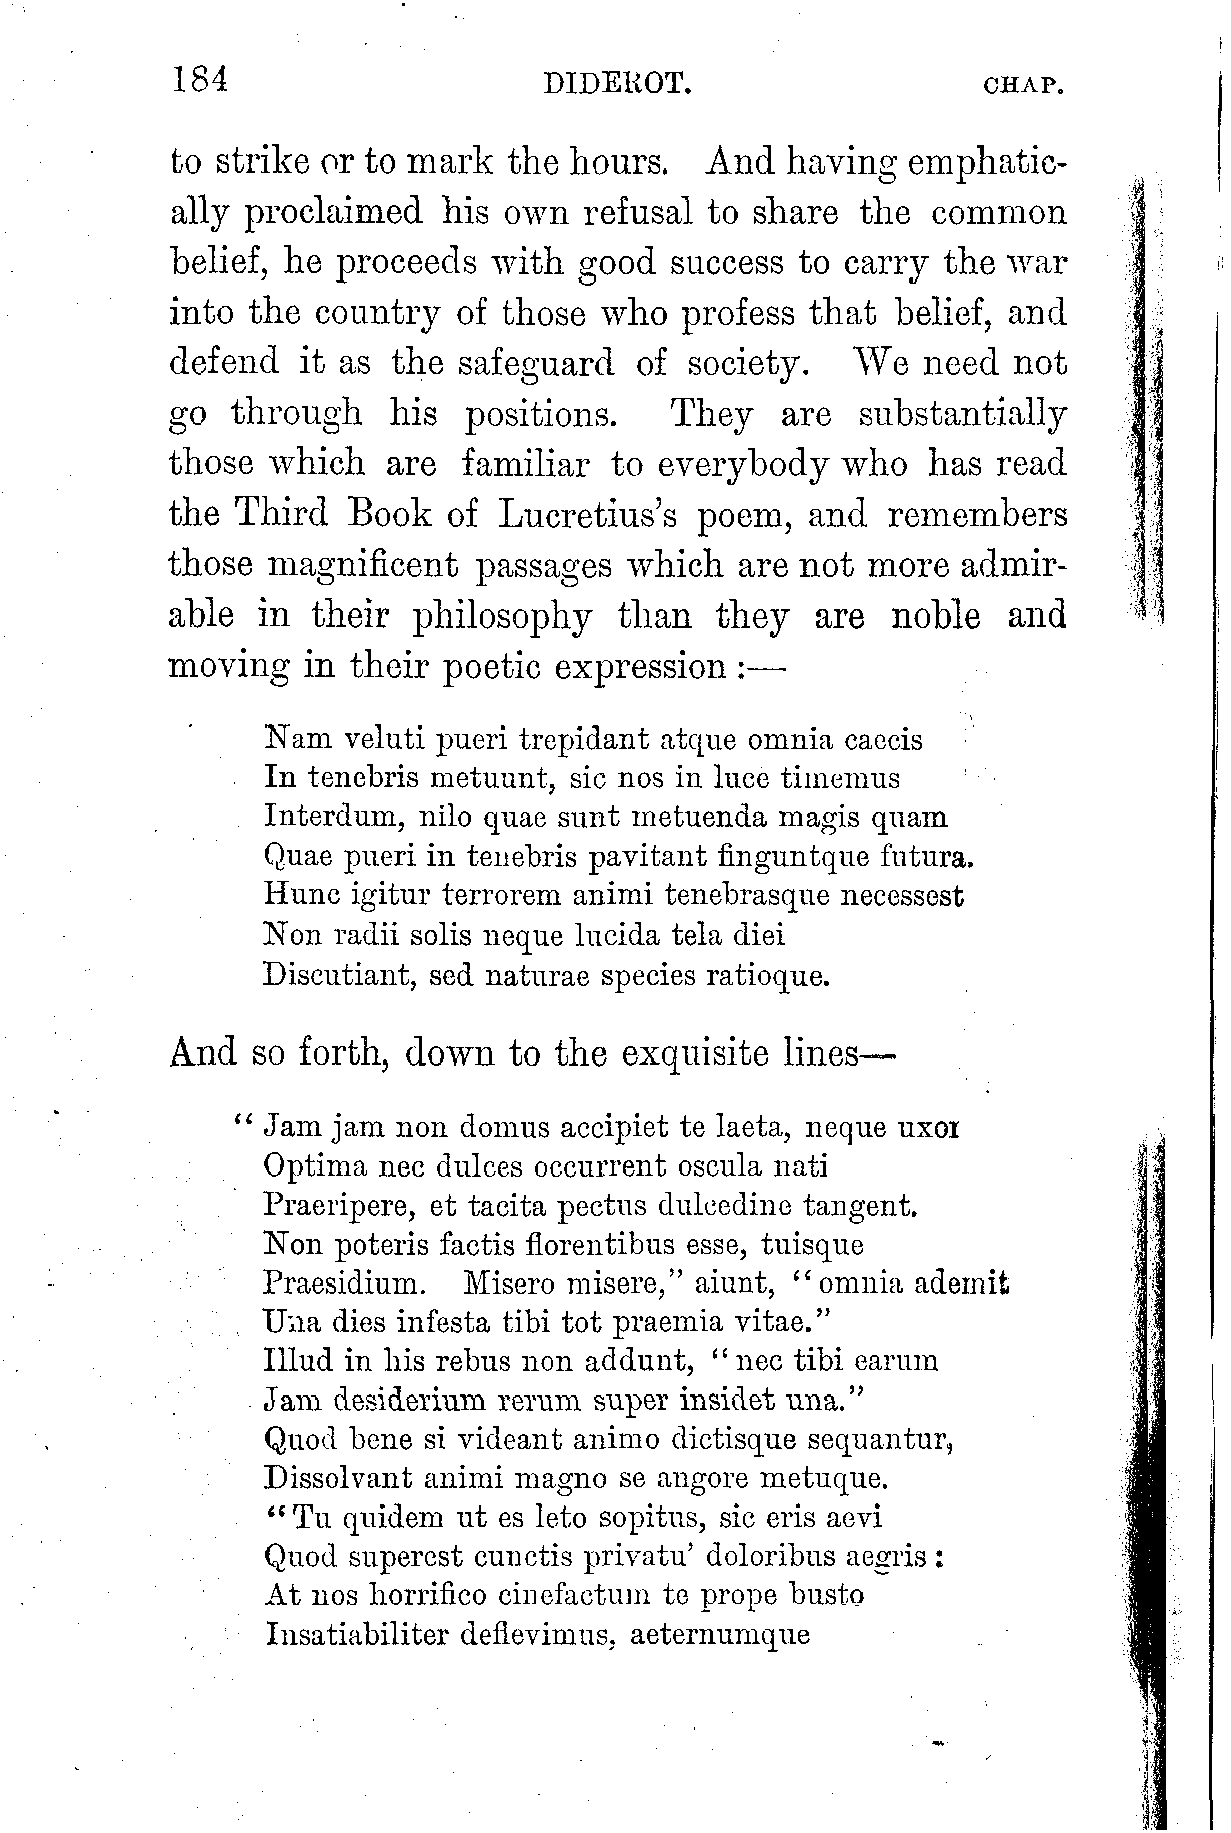 184 DIDEROT. CHAP.
to strike or to mark the hours. And having emphatic-
ally proclaimed his own refusal to share the common
belief, he proceeds with good success to carry the war
into the country of those who profess that belief, and
defend it as the safeguard of society. We need not
go through his positions. They are substantially
those which are familiar to everybody who has read
the Third Book of Lucretius's poem, and remembers
those magnificent passages which are not more admir-
able in their philosophy than they are noble and
moving in their poetic expression :—
Nam veluti pueri trepidant atque omnia caecis
In tenebris metuunt, sic nos in luce timemus
Interdum, nilo quae sunt metuenda magis quam
Quae pueri in tenebris pavitant finguntque futura.
Hunc igitur terrorem animi tenebrasque necessest
Non radii solis neque lucida tela diei
Discutiant, sed naturae species ratioque.
And so forth, down to the exquisite lines—
“ Jam jam non domus accipiet te laeta, neque uxor
Optima nec dulces occurrent oscula nati
Praeripere, et tacita pectus dulcedine tangent.
Non poteris factis florentibus esse, tuisque
Praesidium. Misero misere,” aiunt, “omnia ademit
Una dies infesta tibi tot praemia vitae.”
Illud in his rebus non addunt, “nec tibi earum
Jam desiderium rerum super insidet una.”
Quod bene si videant animo dictisque sequantur,
Dissolvant animi magno se angore metuque.
“Tu quidem ut es leto sopitus, sic eris aevi
Quod superest cunctis privatu’ doloribus aegris :
At nos horrifico cinefactum te prope busto
Insatiabiliter deflevimus, aeternumque